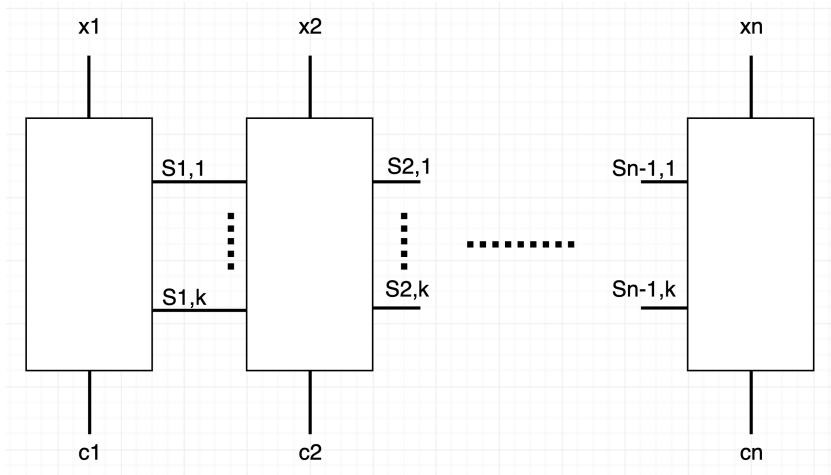 x1 x2 xn
S1,1 S2,1 Sn-1,1
S1,k S2,k Sn-1,k
c1 c2 cn